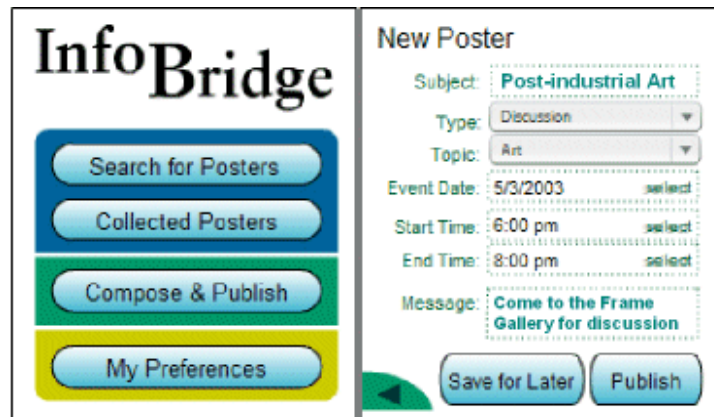 InfoBridge
Search for Posters
Collected Posters
Compose & Publish
My Preferences
New Poster
Subject: Post-industrial Art
Type: Discussion
Topic: Art
Event Date: 5/3/2003 select
Start Time: 6:00 pm select
End Time: 8:00 pm select
Message: Come to the Frame
Gallery for discussion
Save for Later Publish